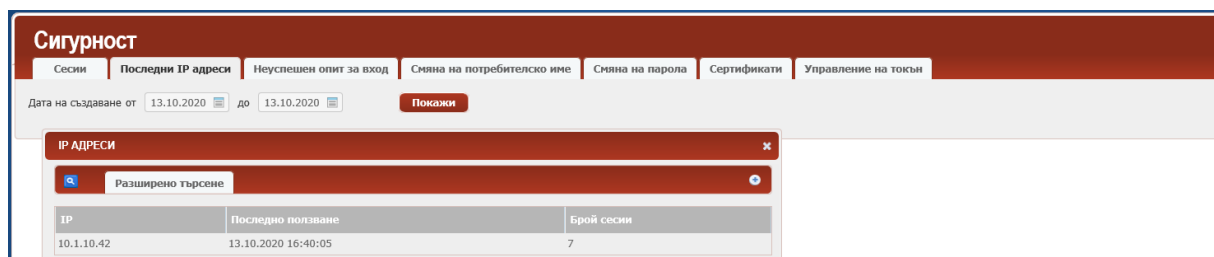 Сигурност
Сесии Последни IP адреси Неуспешен опит за вход Смяна на потребителско име Смяна на парола Сертификати Управление на токън
Дата на създаване от 13.10.2020 до 13.10.2020 Покажи
IP АДРЕСИ
Разширено търсене
IP Последно ползване Брой сесии
10.1.10.42 13.10.2020 16:40:05 7